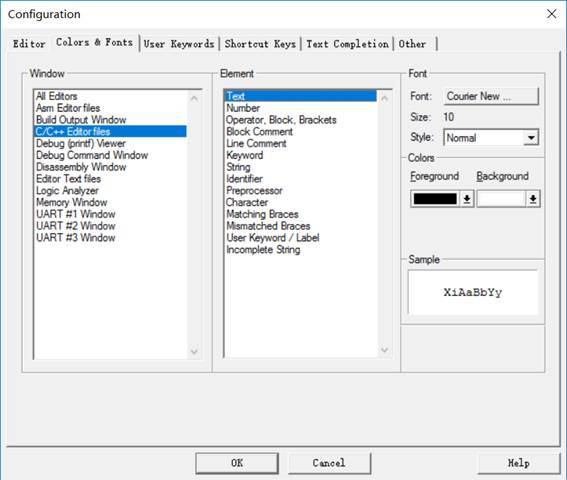 Configuration
Editor Colors & Fonts User Keywords Shortcut Keys Text Completion Other
Window
All Editors
Asm Editor files
Build Output Window
C/C++ Editor files
Debug (printf) Viewer
Debug Command Window
Disassembly Window
Editor Text files
Logic Analyzer
Memory Window
UART #1 Window
UART #2 Window
UART #3 Window
Element
Text
Number
Operator, Block, Brackets
Block Comment
Line Comment
Keyword
String
Identifier
Preprocessor
Character
Matching Braces
Mismatched Braces
User Keyword / Label
Incomplete String
Font
Font: Courier New ...
Size: 10
Style: Normal
Colors
Foreground Background
Sample
XiAaBbYy
OK Cancel Help